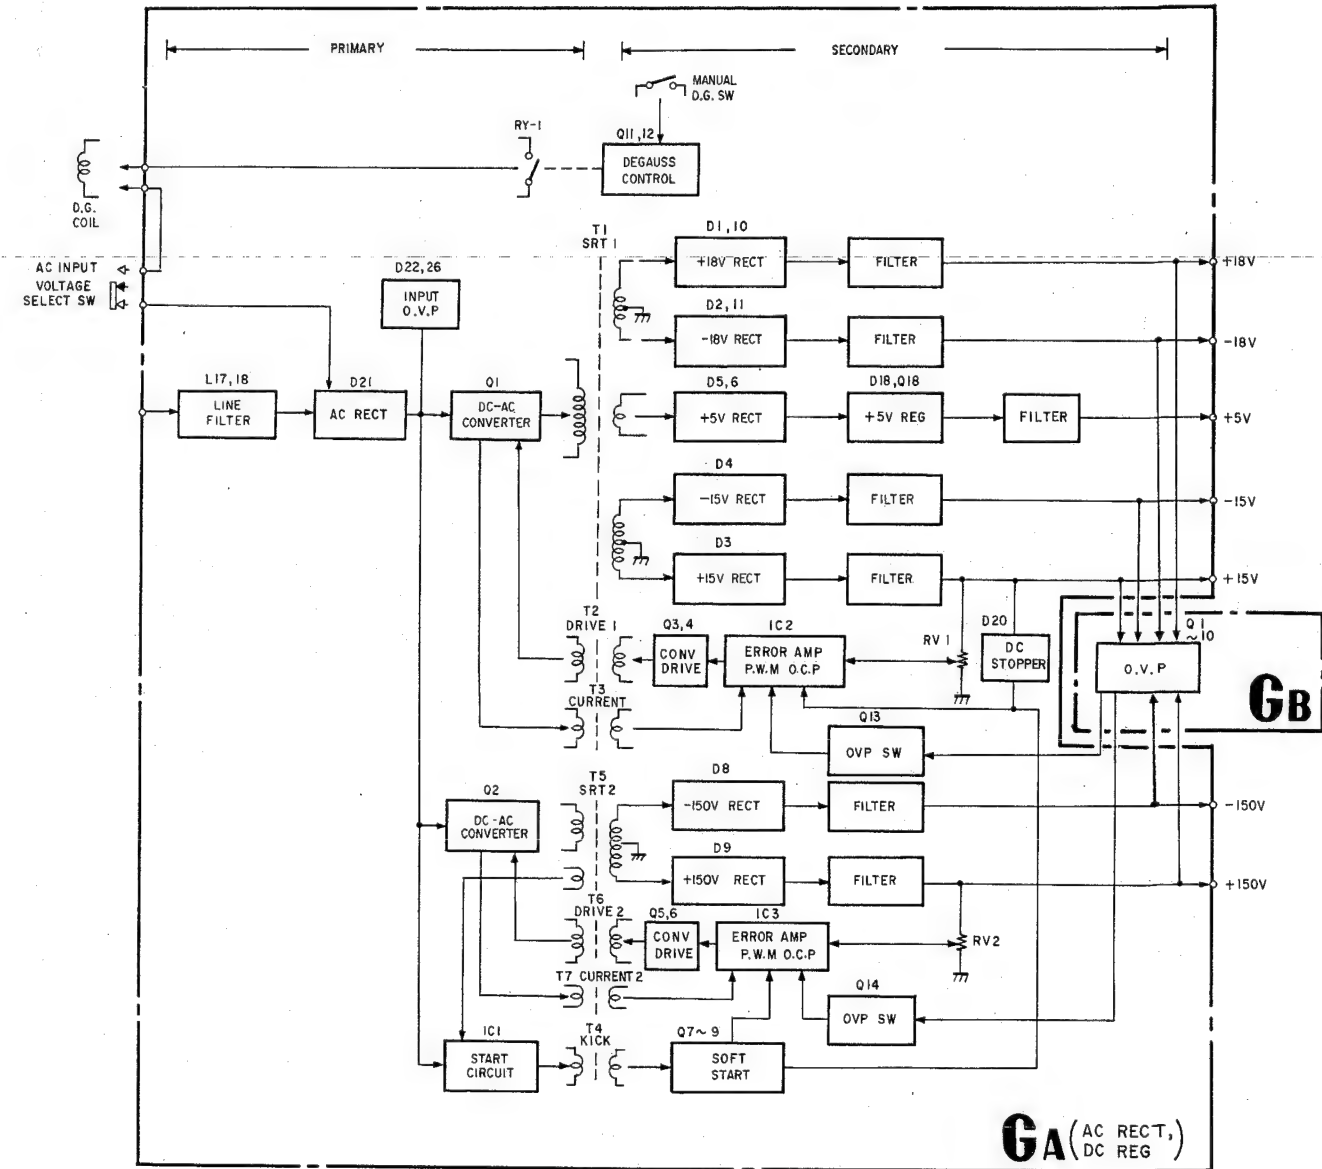 PRIMARY
SECONDARY
MANUAL
D.G. SW
RY-1
Q11,12
DEGAUSS
CONTROL
D.G.
COIL
AC INPUT
VOLTAGE
SELECT SW
D22,26
INPUT
O.V.P
T1
SRT 1
D1,10
+18V RECT
FILTER
+18V
D2,11
-18V RECT
FILTER
-18V
L17,18
LINE
FILTER
D21
AC RECT
Q1
DC-AC
CONVERTER
D5,6
+5V RECT
D18,Q18
+5V REG
FILTER
+5V
D4
-15V RECT
FILTER
-15V
D3
+15V RECT
FILTER
+15V
T2
DRIVE 1
Q3,4
CONV
DRIVE
IC2
ERROR AMP
P.W.M O.C.P
RV 1
D20
DC
STOPPER
Q1
~10
O.V.P
GB
T3
CURRENT
Q13
OVP SW
T5
SRT2
D8
-150V RECT
FILTER
-150V
Q2
DC-AC
CONVERTER
D9
+150V RECT
FILTER
+150V
T6
DRIVE 2
Q5,6
CONV
DRIVE
IC3
ERROR AMP
P.W.M O.C.P
RV2
T7 CURRENT2
Q14
OVP SW
IC1
START
CIRCUIT
T4
KICK
Q7~9
SOFT
START
GA (AC RECT,
DC REG)